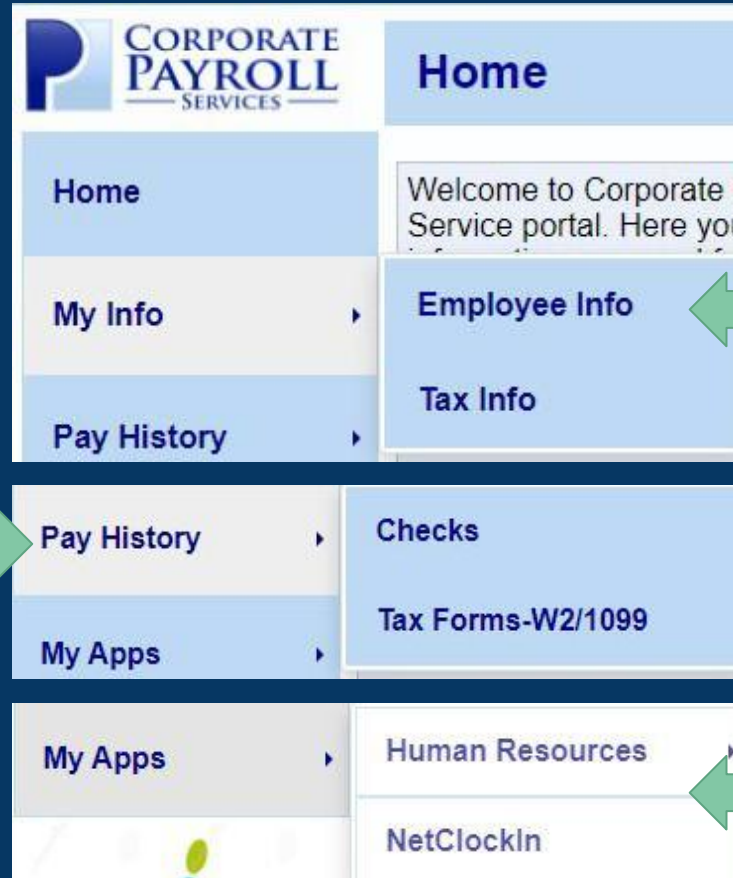 CORPORATE
PAYROLL
SERVICES
Home
Home
Welcome to Corporate
Service portal. Here you
My Info
Employee Info
Tax Info
Pay History
Pay History
Checks
Tax Forms-W2/1099
My Apps
My Apps
Human Resources
NetClockIn